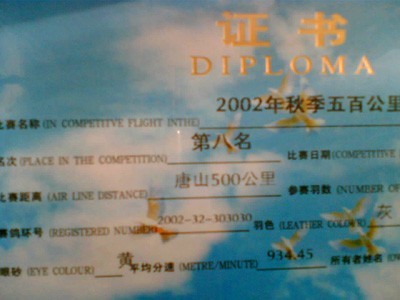 证书
DIPLOMA
2002年秋季五百公里
比赛名称 (IN COMPETITIVE FLIGHT INTHE)
第八名
名次 (PLACE IN THE COMPETITION) 比赛日期 (COMPETITIVE
唐山500公里
比赛距离 (AIR LINE DISTANCE) 参赛羽数 (NUMEER OF
2002-32-303030 灰
赛鸽环号 (REGISTERED NUMBER) 羽色 (LEATHER COLOUR)
黄 934.45
眼砂 (EYE COLOUR) 平均分速 (METRE/MINUTE) 所有者姓名